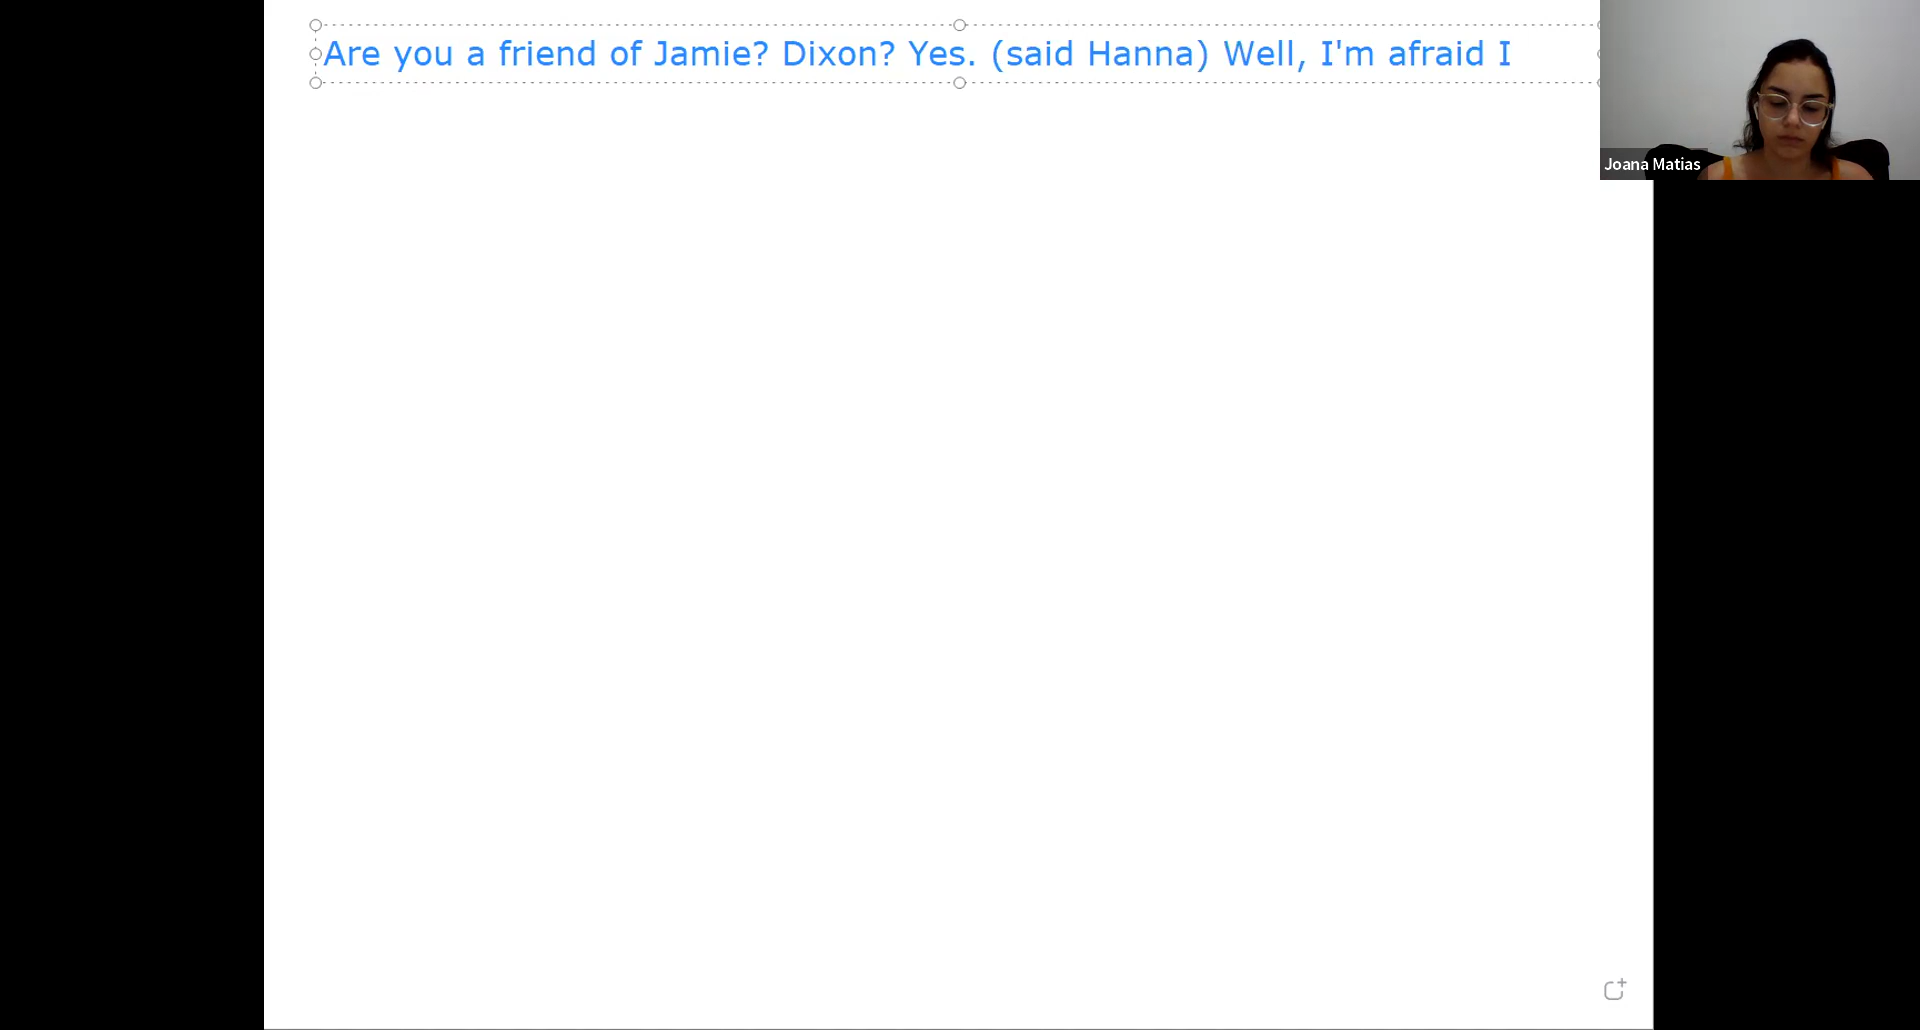 Are you a friend of Jamie? Dixon? Yes. (said Hanna) Well, I'm afraid I
Joana Matias